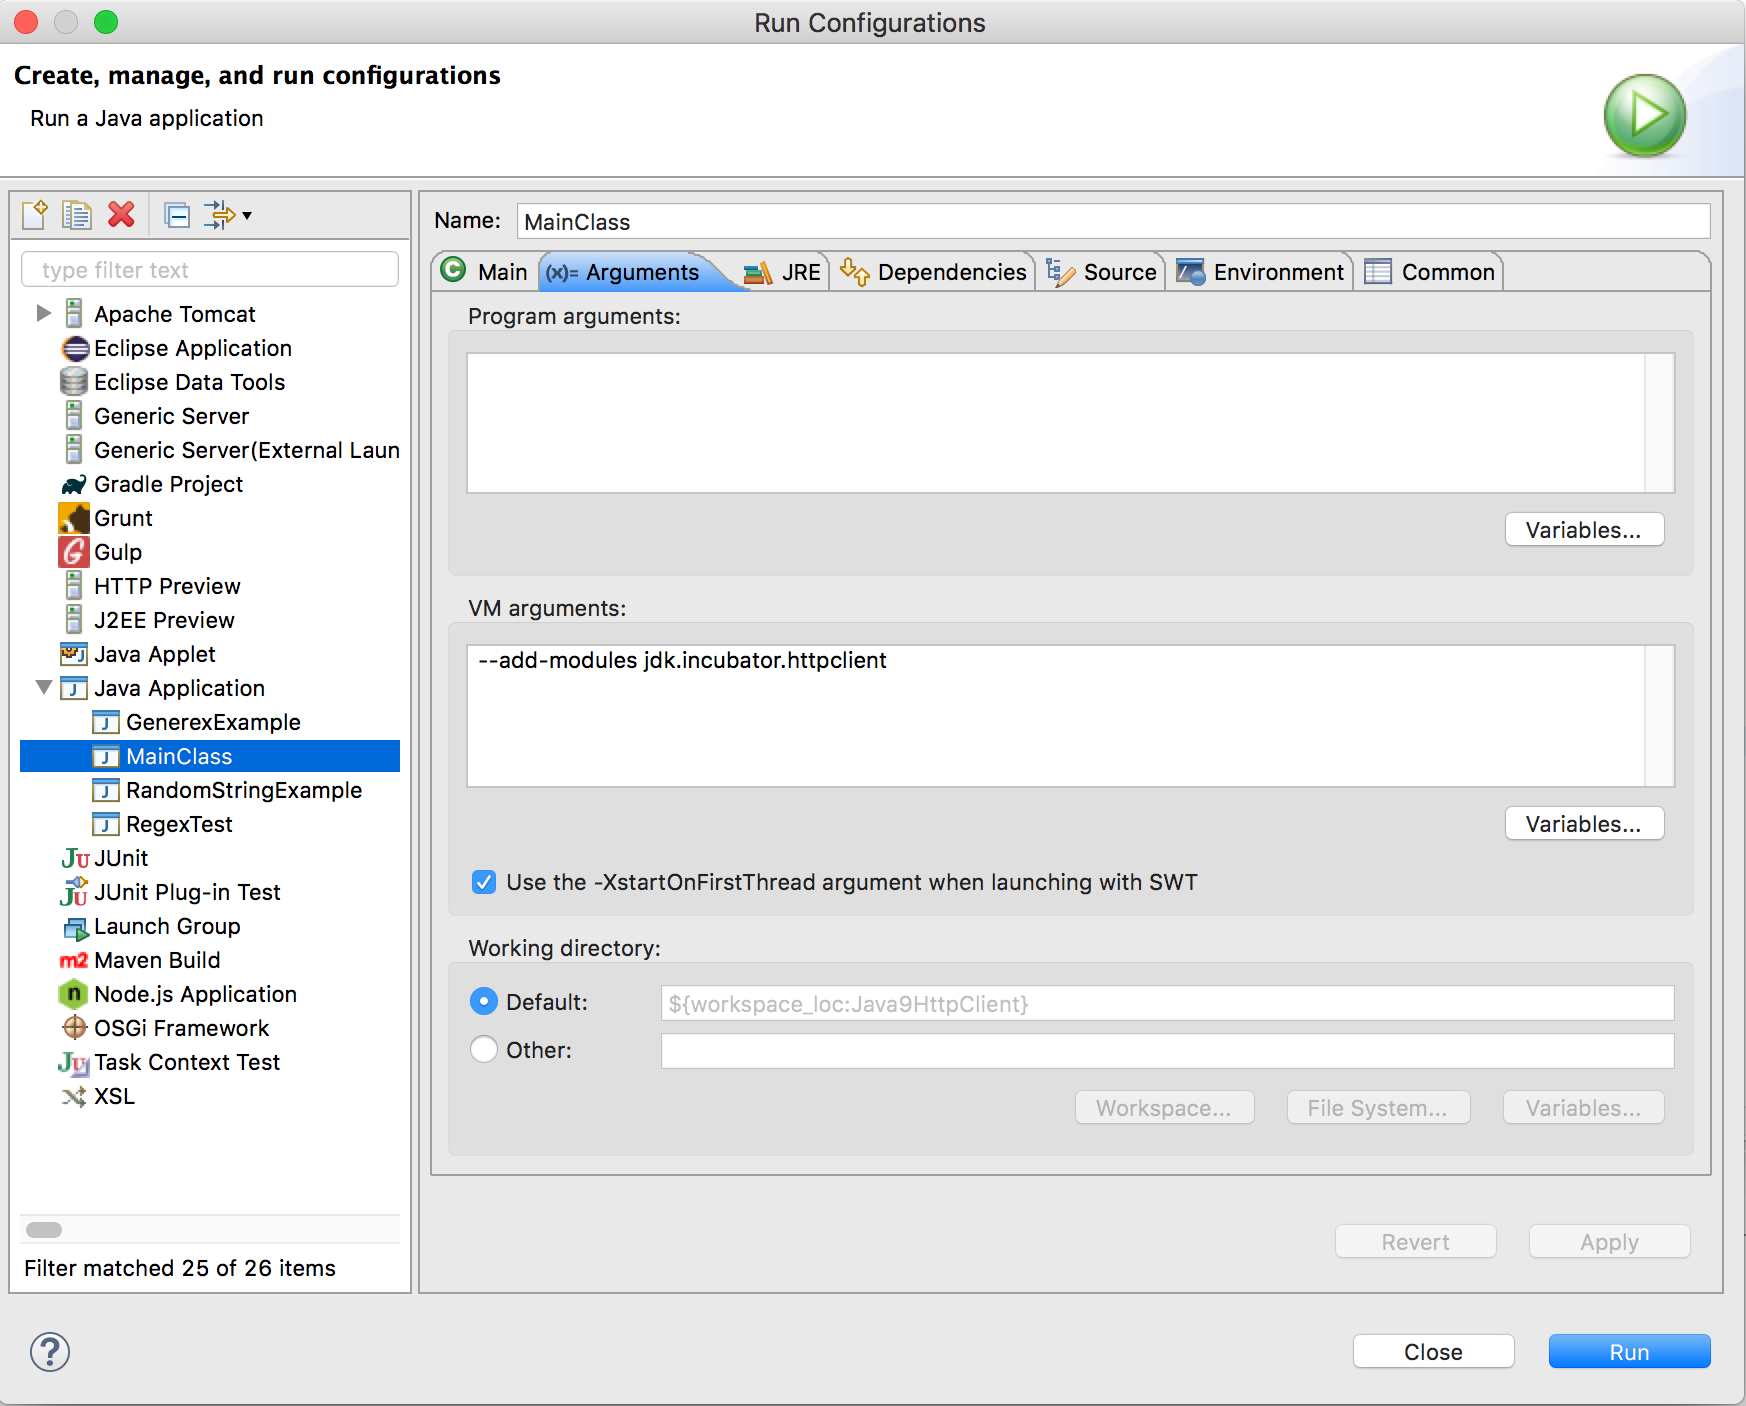 Run Configurations
Create, manage, and run configurations
Run a Java application
type filter text
Apache Tomcat
Eclipse Application
Eclipse Data Tools
Generic Server
Generic Server(External Laun
Gradle Project
Grunt
Gulp
HTTP Preview
J2EE Preview
Java Applet
Java Application
GenerexExample
MainClass
RandomStringExample
RegexTest
JUnit
JUnit Plug-in Test
Launch Group
Maven Build
Node.js Application
OSGi Framework
Task Context Test
XSL
Filter matched 25 of 26 items
Name: MainClass
Main (x)= Arguments JRE Dependencies Source Environment Common
Program arguments:
Variables...
VM arguments:
--add-modules jdk.incubator.httpclient
Variables...
Use the -XstartOnFirstThread argument when launching with SWT
Working directory:
Default: ${workspace_loc:Java9HttpClient}
Other:
Workspace... File System... Variables...
Revert Apply
? Close Run